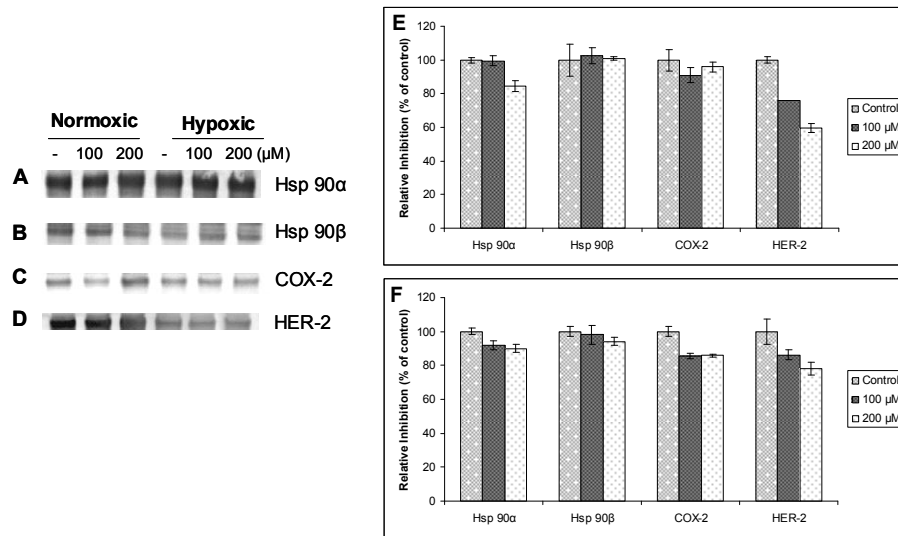 Normoxic Hypoxic
- 100 200 - 100 200 (µM)
A Hsp 90α
B Hsp 90β
C COX-2
D HER-2
E
Relative Inhibition (% of control)
120
100
80
60
40
20
0
Hsp 90α Hsp 90β COX-2 HER-2
Control
100 µM
200 µM
F
Relative Inhibition (% of control)
120
100
80
60
40
20
0
Hsp 90α Hsp 90β COX-2 HER-2
Control
100 µM
200 µM